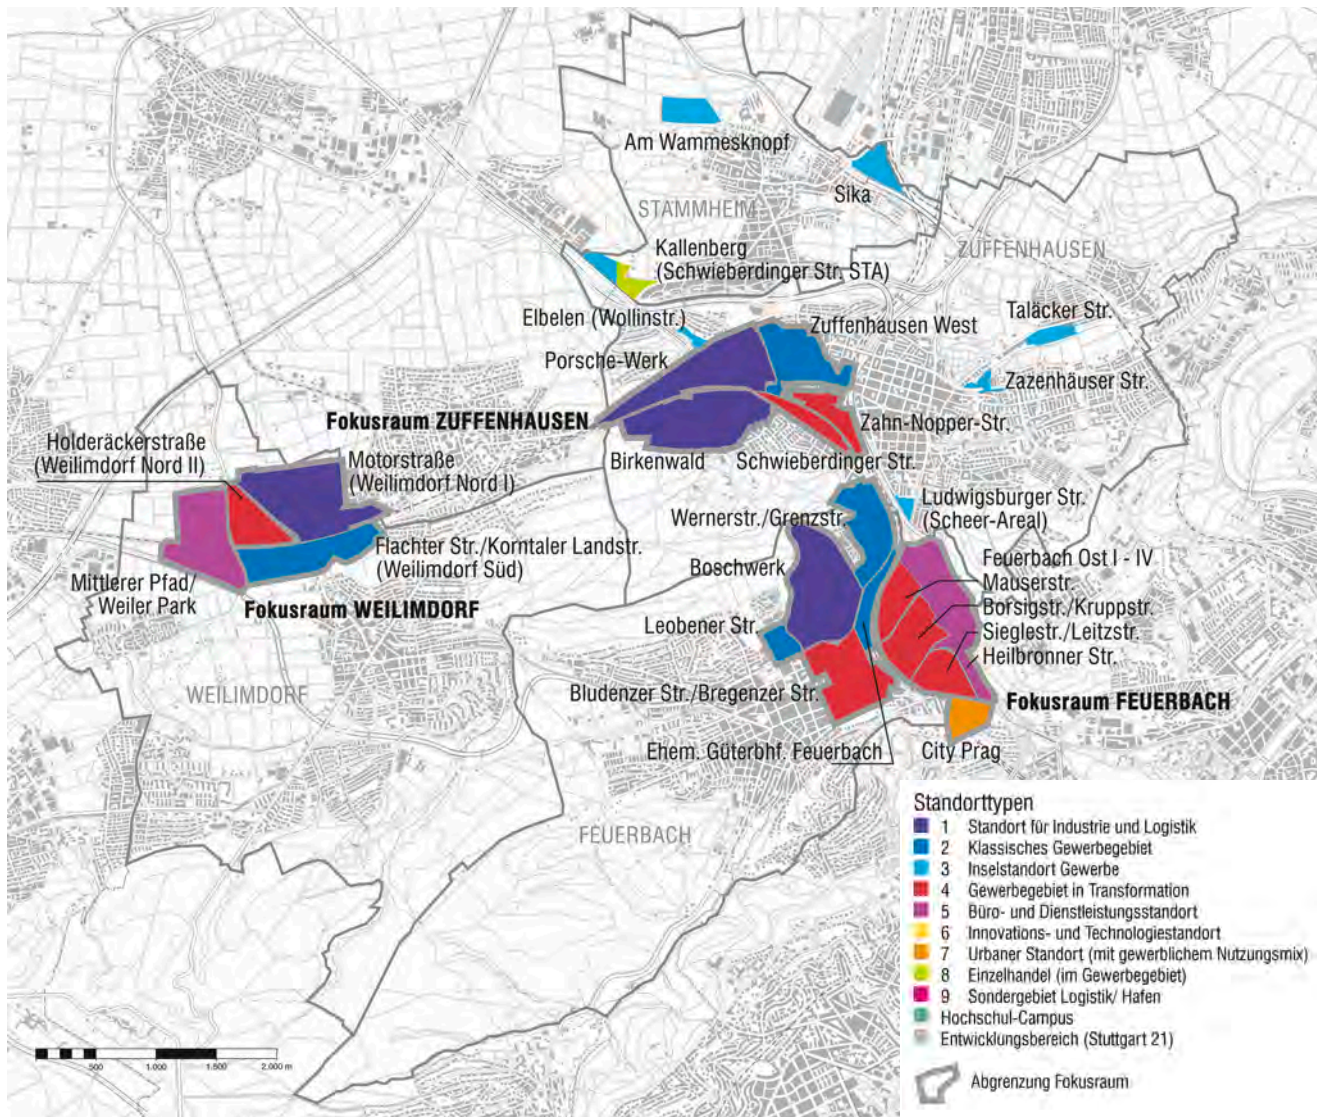 Am Wammesknopf
Sika
STAMMHEIM
ZUFFENHAUSEN
Kallenberg
(Schwieberdinger Str. STA)
Elbelen (Wollinstr.)
Zuffenhausen West
Taläcker Str.
Porsche-Werk
Zazenhäuser Str.
Fokusraum ZUFFENHAUSEN
Zahn-Nopper-Str.
Holderäckerstraße
(Weilimdorf Nord II)
Motorstraße
(Weilimdorf Nord I)
Birkenwald
Schwieberdinger Str.
Ludwigsburger Str.
(Scheer-Areal)
Wernerstr./Grenzstr.
Flachter Str./Korntaler Landstr.
(Weilimdorf Süd)
Boschwerk
Feuerbach Ost I - IV
Mauserstr.
Borsigstr./Kruppstr.
Sieglestr./Leitzstr.
Heilbronner Str.
Mittlerer Pfad/
Weiler Park
Fokusraum WEILIMDORF
Leobener Str.
WEILIMDORF
Bludenzer Str./Bregenzer Str.
Fokusraum FEUERBACH
Ehem. Güterbhf. Feuerbach
City Prag
FEUERBACH
Standorttypen
1 Standort für Industrie und Logistik
2 Klassisches Gewerbegebiet
3 Inselstandort Gewerbe
4 Gewerbegebiet in Transformation
5 Büro- und Dienstleistungsstandort
6 Innovations- und Technologiestandort
7 Urbaner Standort (mit gewerblichem Nutzungsmix)
8 Einzelhandel (im Gewerbegebiet)
9 Sondergebiet Logistik/ Hafen
Hochschul-Campus
Entwicklungsbereich (Stuttgart 21)
Abgrenzung Fokusraum
500 1.000 1.500 2.000 m